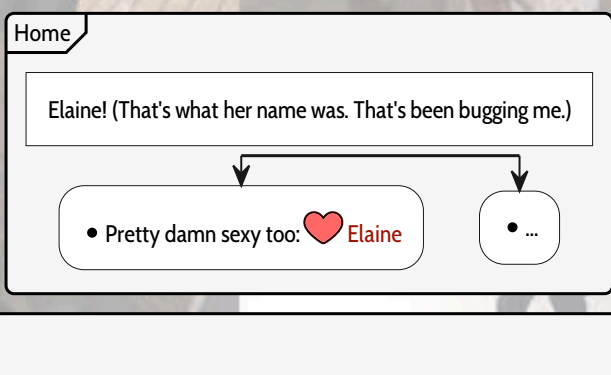 Home
Elaine! (That's what her name was. That's been bugging me.)
• Pretty damn sexy too: ❤ Elaine
• ...